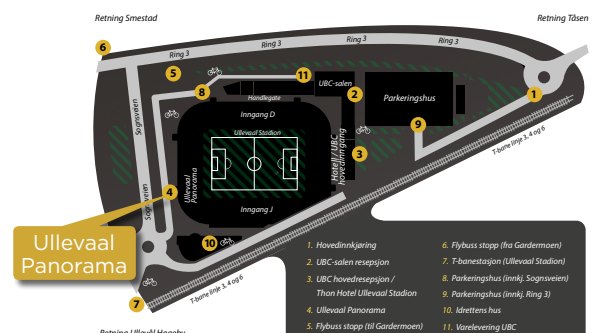 Retning Smestad
Retning Tåsen
6
Ring 3
Ring 3
Ring 3
Ring 3
5
11
UBC-salen
8
2
Parkeringshus
1
Handlegate
Inngang D
9
Sognsveien
Ullevaal Stadion
Hotell / UBC
hovedinngang
3
T-bane linje 3, 4 og 6
Ullevaal
Panorama
4
Sognsveien
Inngang J
Ullevaal
Panorama
10
7
T-bane linje 3, 4 og 6
1. Hovedinnkjøring
2. UBC-salen resepsjon
3. UBC hovedresepsjon /
Thon Hotel Ullevaal Stadion
4. Ullevaal Panorama
5. Flybuss stopp (til Gardermoen)
6. Flybuss stopp (fra Gardermoen)
7. T-banestasjon (Ullevaal Stadion)
8. Parkeringshus (innkj. Sognsveien)
9. Parkeringshus (innkj. Ring 3)
10. Idrettens hus
11. Varelevering UBC